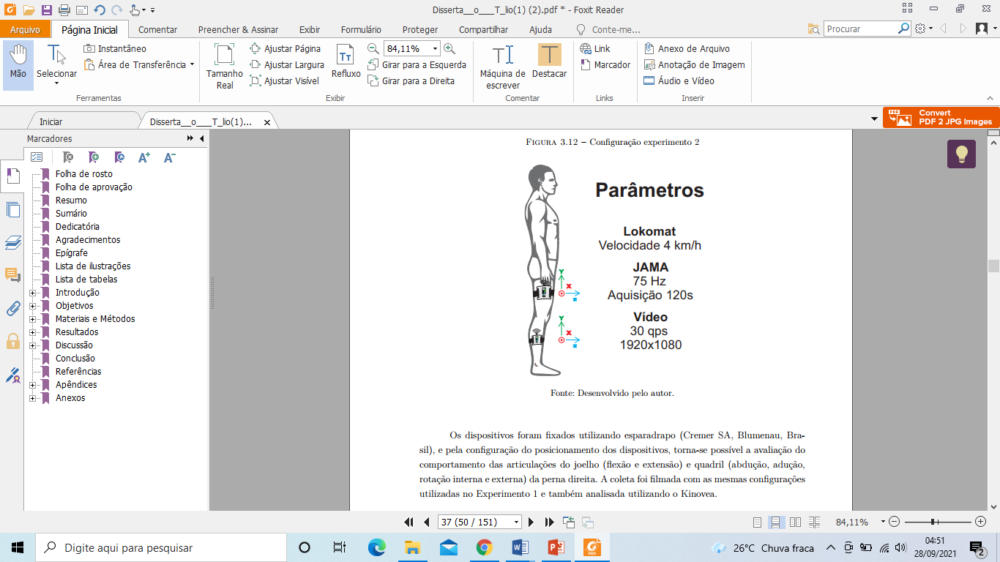 Disserta__o___T_lio(1) (2).pdf * - Foxit Reader
Arquivo
Página Inicial
Comentar
Preencher & Assinar
Exibir
Formulário
Proteger
Compartilhar
Ajuda
Conte-me...
Procurar
Mão
Selecionar
Instantâneo
Área de Transferência
Ferramentas
Tamanho
Real
Ajustar Página
Ajustar Largura
Ajustar Visível
Refluxo
84,11%
Girar para a Esquerda
Girar para a Direita
Exibir
Máquina de
escrever
Destacar
Comentar
Link
Marcador
Links
Anexo de Arquivo
Anotação de Imagem
Áudio e Vídeo
Inserir
Iniciar
Disserta__o___T_lio(1)...
PDF
Convert
PDF 2 JPG Images
Marcadores
Folha de rosto
Folha de aprovação
Resumo
Sumário
Dedicatória
Agradecimentos
Epígrafe
Lista de ilustrações
Lista de tabelas
Introdução
Objetivos
Materiais e Métodos
Resultados
Discussão
Conclusão
Referências
Apêndices
Anexos
Figura 3.12 – Configuração experimento 2
Parâmetros
Lokomat
Velocidade 4 km/h
JAMA
75 Hz
Aquisição 120s
Vídeo
30 qps
1920x1080
Y
X
Z
Y
X
Z
Fonte: Desenvolvido pelo autor.
Os dispositivos foram fixados utilizando esparadrapo (Cremer SA, Blumenau, Bra-
sil), e pela configuração do posicionamento dos dispositivos, torna-se possível a avaliação do
comportamento das articulações do joelho (flexão e extensão) e quadril (abdução, adução,
rotação interna e externa) da perna direita. A coleta foi filmada com as mesmas configurações
utilizadas no Experimento 1 e também analisada utilizando o Kinovea.
37 (50 / 151)
84,11%
Digite aqui para pesquisar
PDF
26°C Chuva fraca
04:51
28/09/2021
2